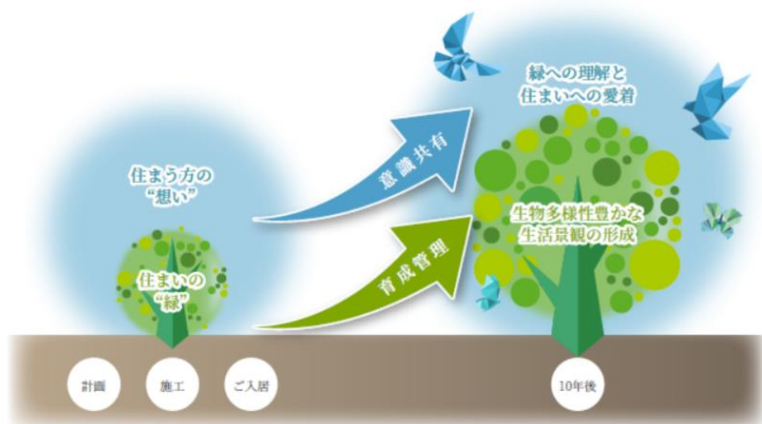 緑への理解と
住まいへの愛着
意識共有
住まう方の
“想い”
生物多様性豊かな
生活景観の形成
育成管理
住まいの
“緑”
計画
施工
ご入居
10年後